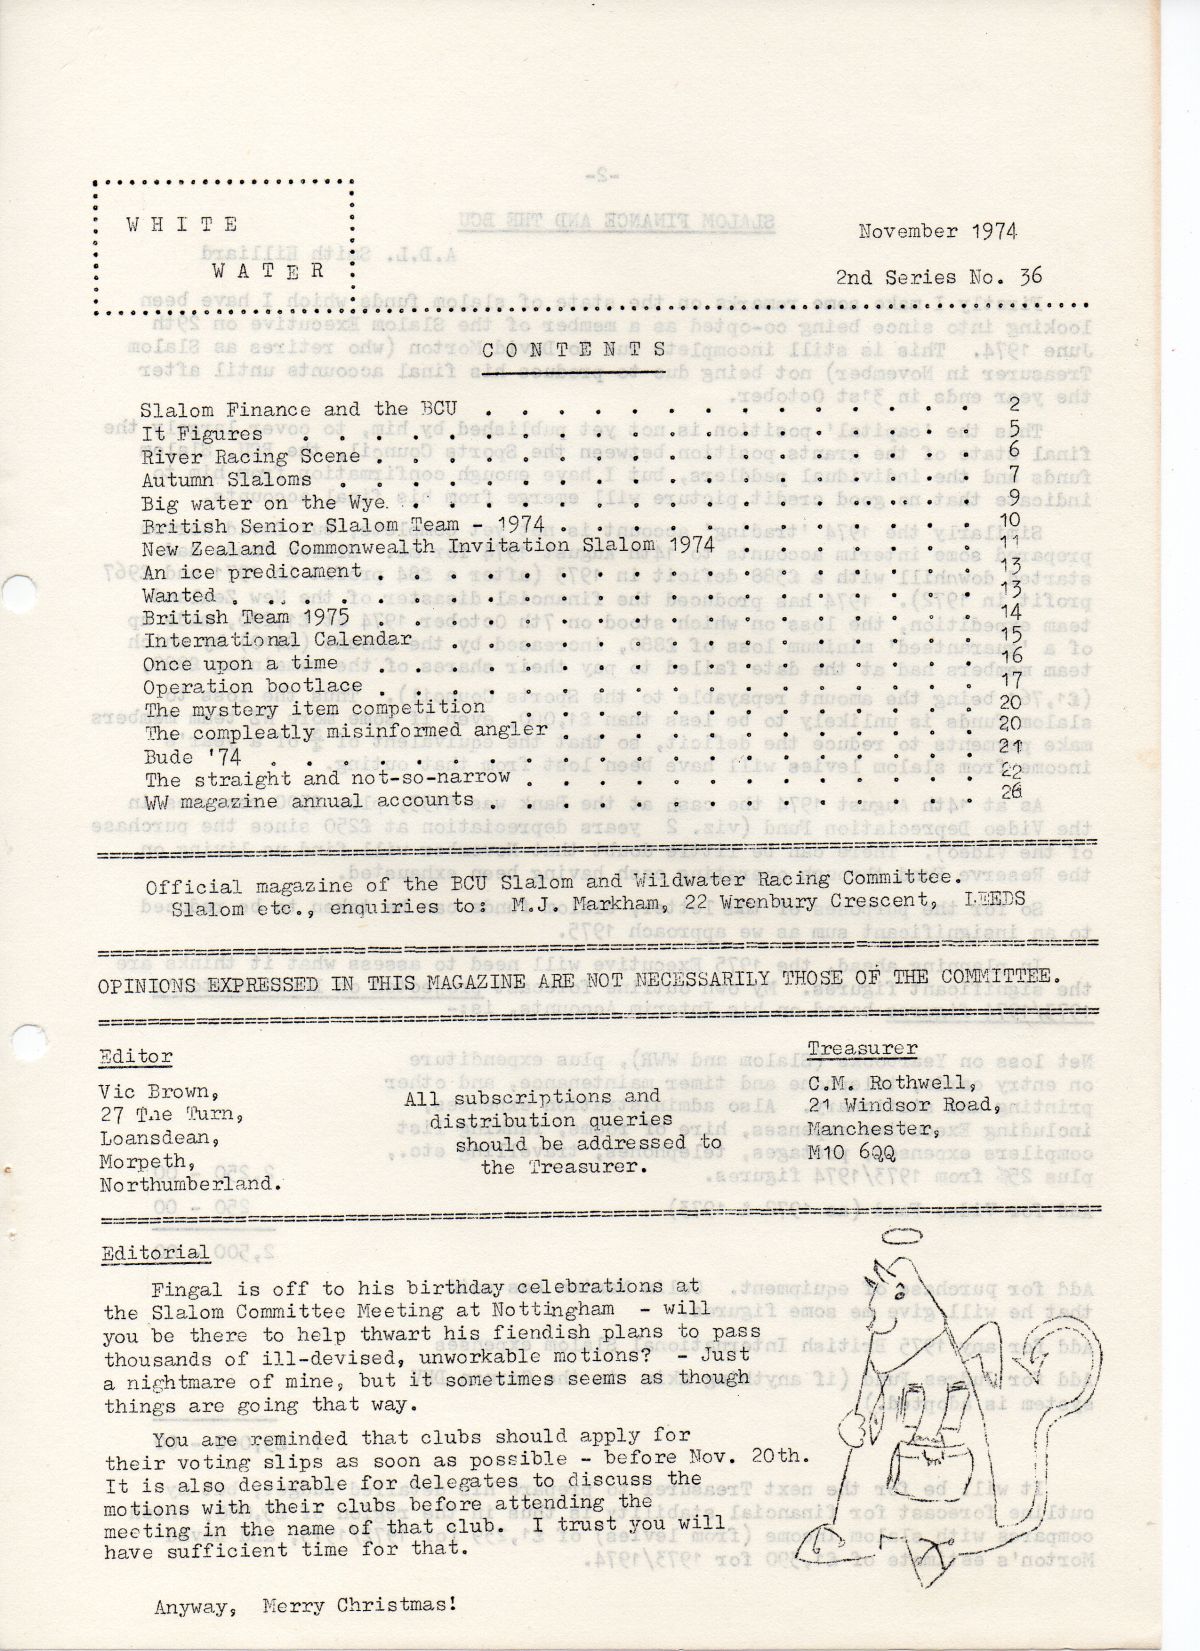 WHITE
WATER
November 1974
2nd Series No. 36
CONTENTS
Slalom Finance and the BCU . . . . . . . . . . . . . . 2
It Figures . . . . . . . . . . . . . . . . . . 5
River Racing Scene . . . . . . . . . . . . . . . . 6
Autumn Slaloms . . . . . . . . . . . . . . . . . 7
Big water on the Wye . . . . . . . . . . . . . . . 9
British Senior Slalom Team - 1974 . . . . . . . . . . . 10
New Zealand Commonwealth Invitation Slalom 1974 . . . . . . . 11
An ice predicament . . . . . . . . . . . . . . . . 13
Wanted . . . . . . . . . . . . . . . . . . . 13
British Team 1975 . . . . . . . . . . . . . . . . 14
International Calendar . . . . . . . . . . . . . . 15
Once upon a time . . . . . . . . . . . . . . . . 16
Operation bootlace . . . . . . . . . . . . . . . . 17
The mystery item competition . . . . . . . . . . . . 20
The compleatly misinformed angler . . . . . . . . . . . 20
Bude '74 . . . . . . . . . . . . . . . . . . . 21
The straight and not-so-narrow . . . . . . . . . . . . 22
WW magazine annual accounts . . . . . . . . . . . . . 26
Official magazine of the BCU Slalom and Wildwater Racing Committee.
Slalom etc., enquiries to: M.J. Markham, 22 Wrenbury Crescent, LEEDS
OPINIONS EXPRESSED IN THIS MAGAZINE ARE NOT NECESSARILY THOSE OF THE COMMITTEE.
Editor
Vic Brown,
27 The Turn,
Loansdean,
Morpeth,
Northumberland.
All subscriptions and
distribution queries
should be addressed to
the Treasurer.
Treasurer
C.M. Rothwell,
21 Windsor Road,
Manchester,
M10 6QQ
Editorial
Fingal is off to his birthday celebrations at
the Slalom Committee Meeting at Nottingham - will
you be there to help thwart his fiendish plans to pass
thousands of ill-devised, unworkable motions? - Just
a nightmare of mine, but it sometimes seems as though
things are going that way.
You are reminded that clubs should apply for
their voting slips as soon as possible - before Nov. 20th.
It is also desirable for delegates to discuss the
motions with their clubs before attending the
meeting in the name of that club. I trust you will
have sufficient time for that.
Anyway, Merry Christmas!